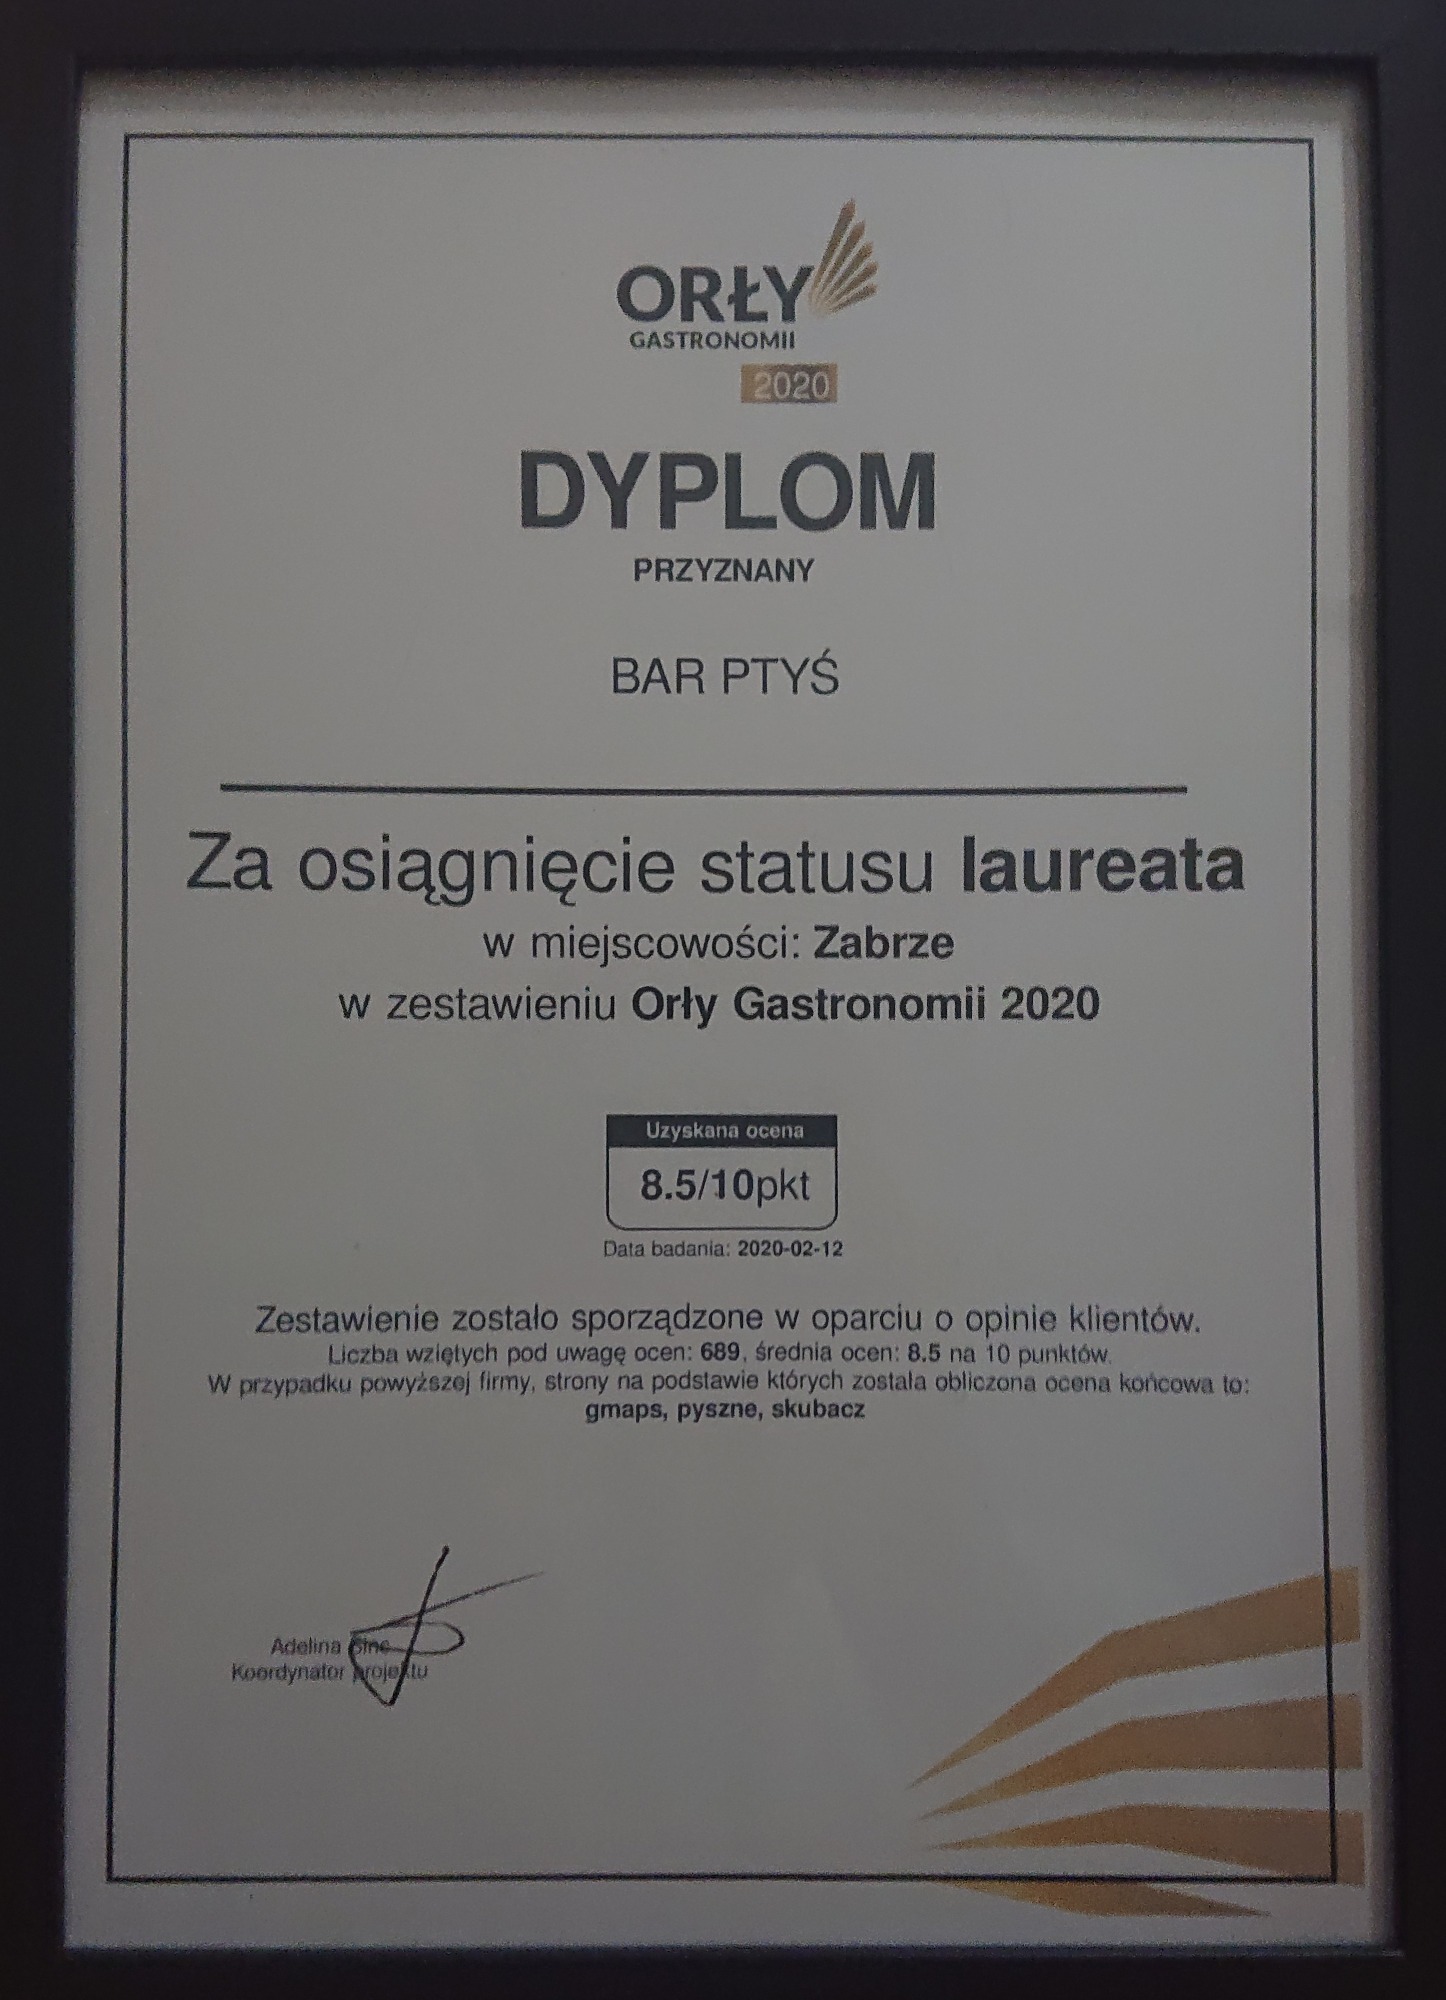 ORŁY
GASTRONOMII
2020
DYPLOM
PRZYZNANY
BAR PTYŚ
Za osiągnięcie statusu laureata
w miejscowości: Zabrze
w zestawieniu Orły Gastronomii 2020
Uzyskana ocena
8.5/10pkt
Data badania: 2020-02-12
Zestawienie zostało sporządzone w oparciu o opinie klientów.
Liczba wziętych pod uwagę ocen: 689, średnia ocen: 8.5 na 10 punktów.
W przypadku powyższej firmy, strony na podstawie których została obliczona ocena końcowa to:
gmaps, pyszne, skubacz
Adelina
Koordynator projektu